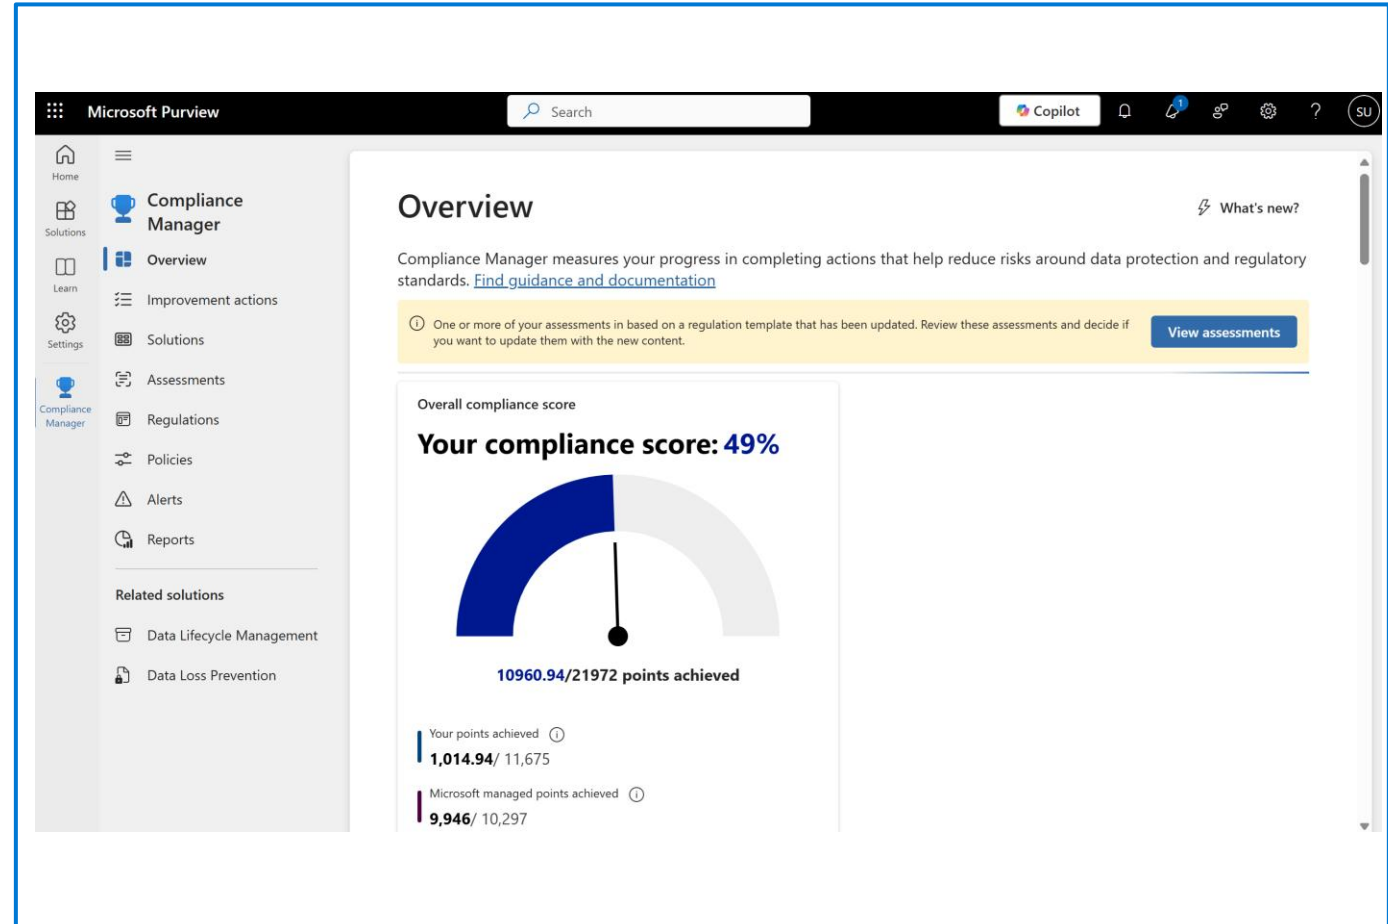 Microsoft Purview
Search
Copilot
1
?
SU
Home
Solutions
Learn
Settings
Compliance
Manager
Compliance
Manager
Overview
Improvement actions
Solutions
Assessments
Regulations
Policies
Alerts
Reports
Related solutions
Data Lifecycle Management
Data Loss Prevention
Overview
What's new?
Compliance Manager measures your progress in completing actions that help reduce risks around data protection and regulatory
standards. Find guidance and documentation
One or more of your assessments in based on a regulation template that has been updated. Review these assessments and decide if
you want to update them with the new content.
View assessments
Overall compliance score
Your compliance score: 49%
10960.94/21972 points achieved
Your points achieved
1,014.94/ 11,675
Microsoft managed points achieved
9,946/ 10,297